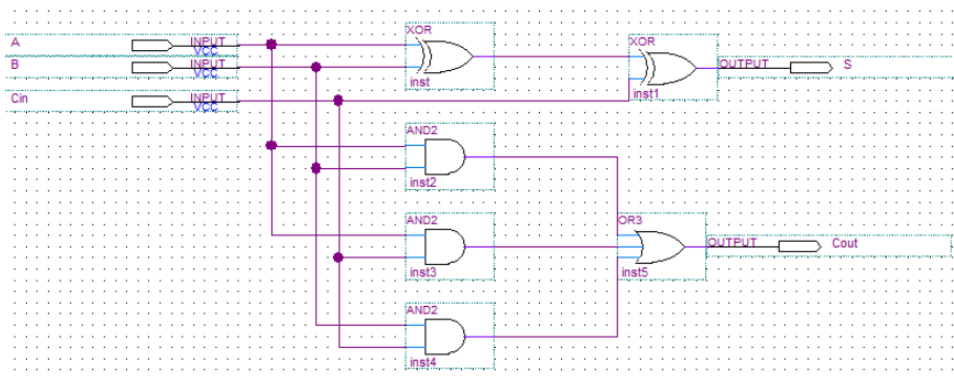 A INPUT VCC
B INPUT VCC
Cin INPUT VCC
XOR
inst
XOR
inst1
OUTPUT S
AND2
inst2
AND2
inst3
OR3
inst5
OUTPUT Cout
AND2
inst4